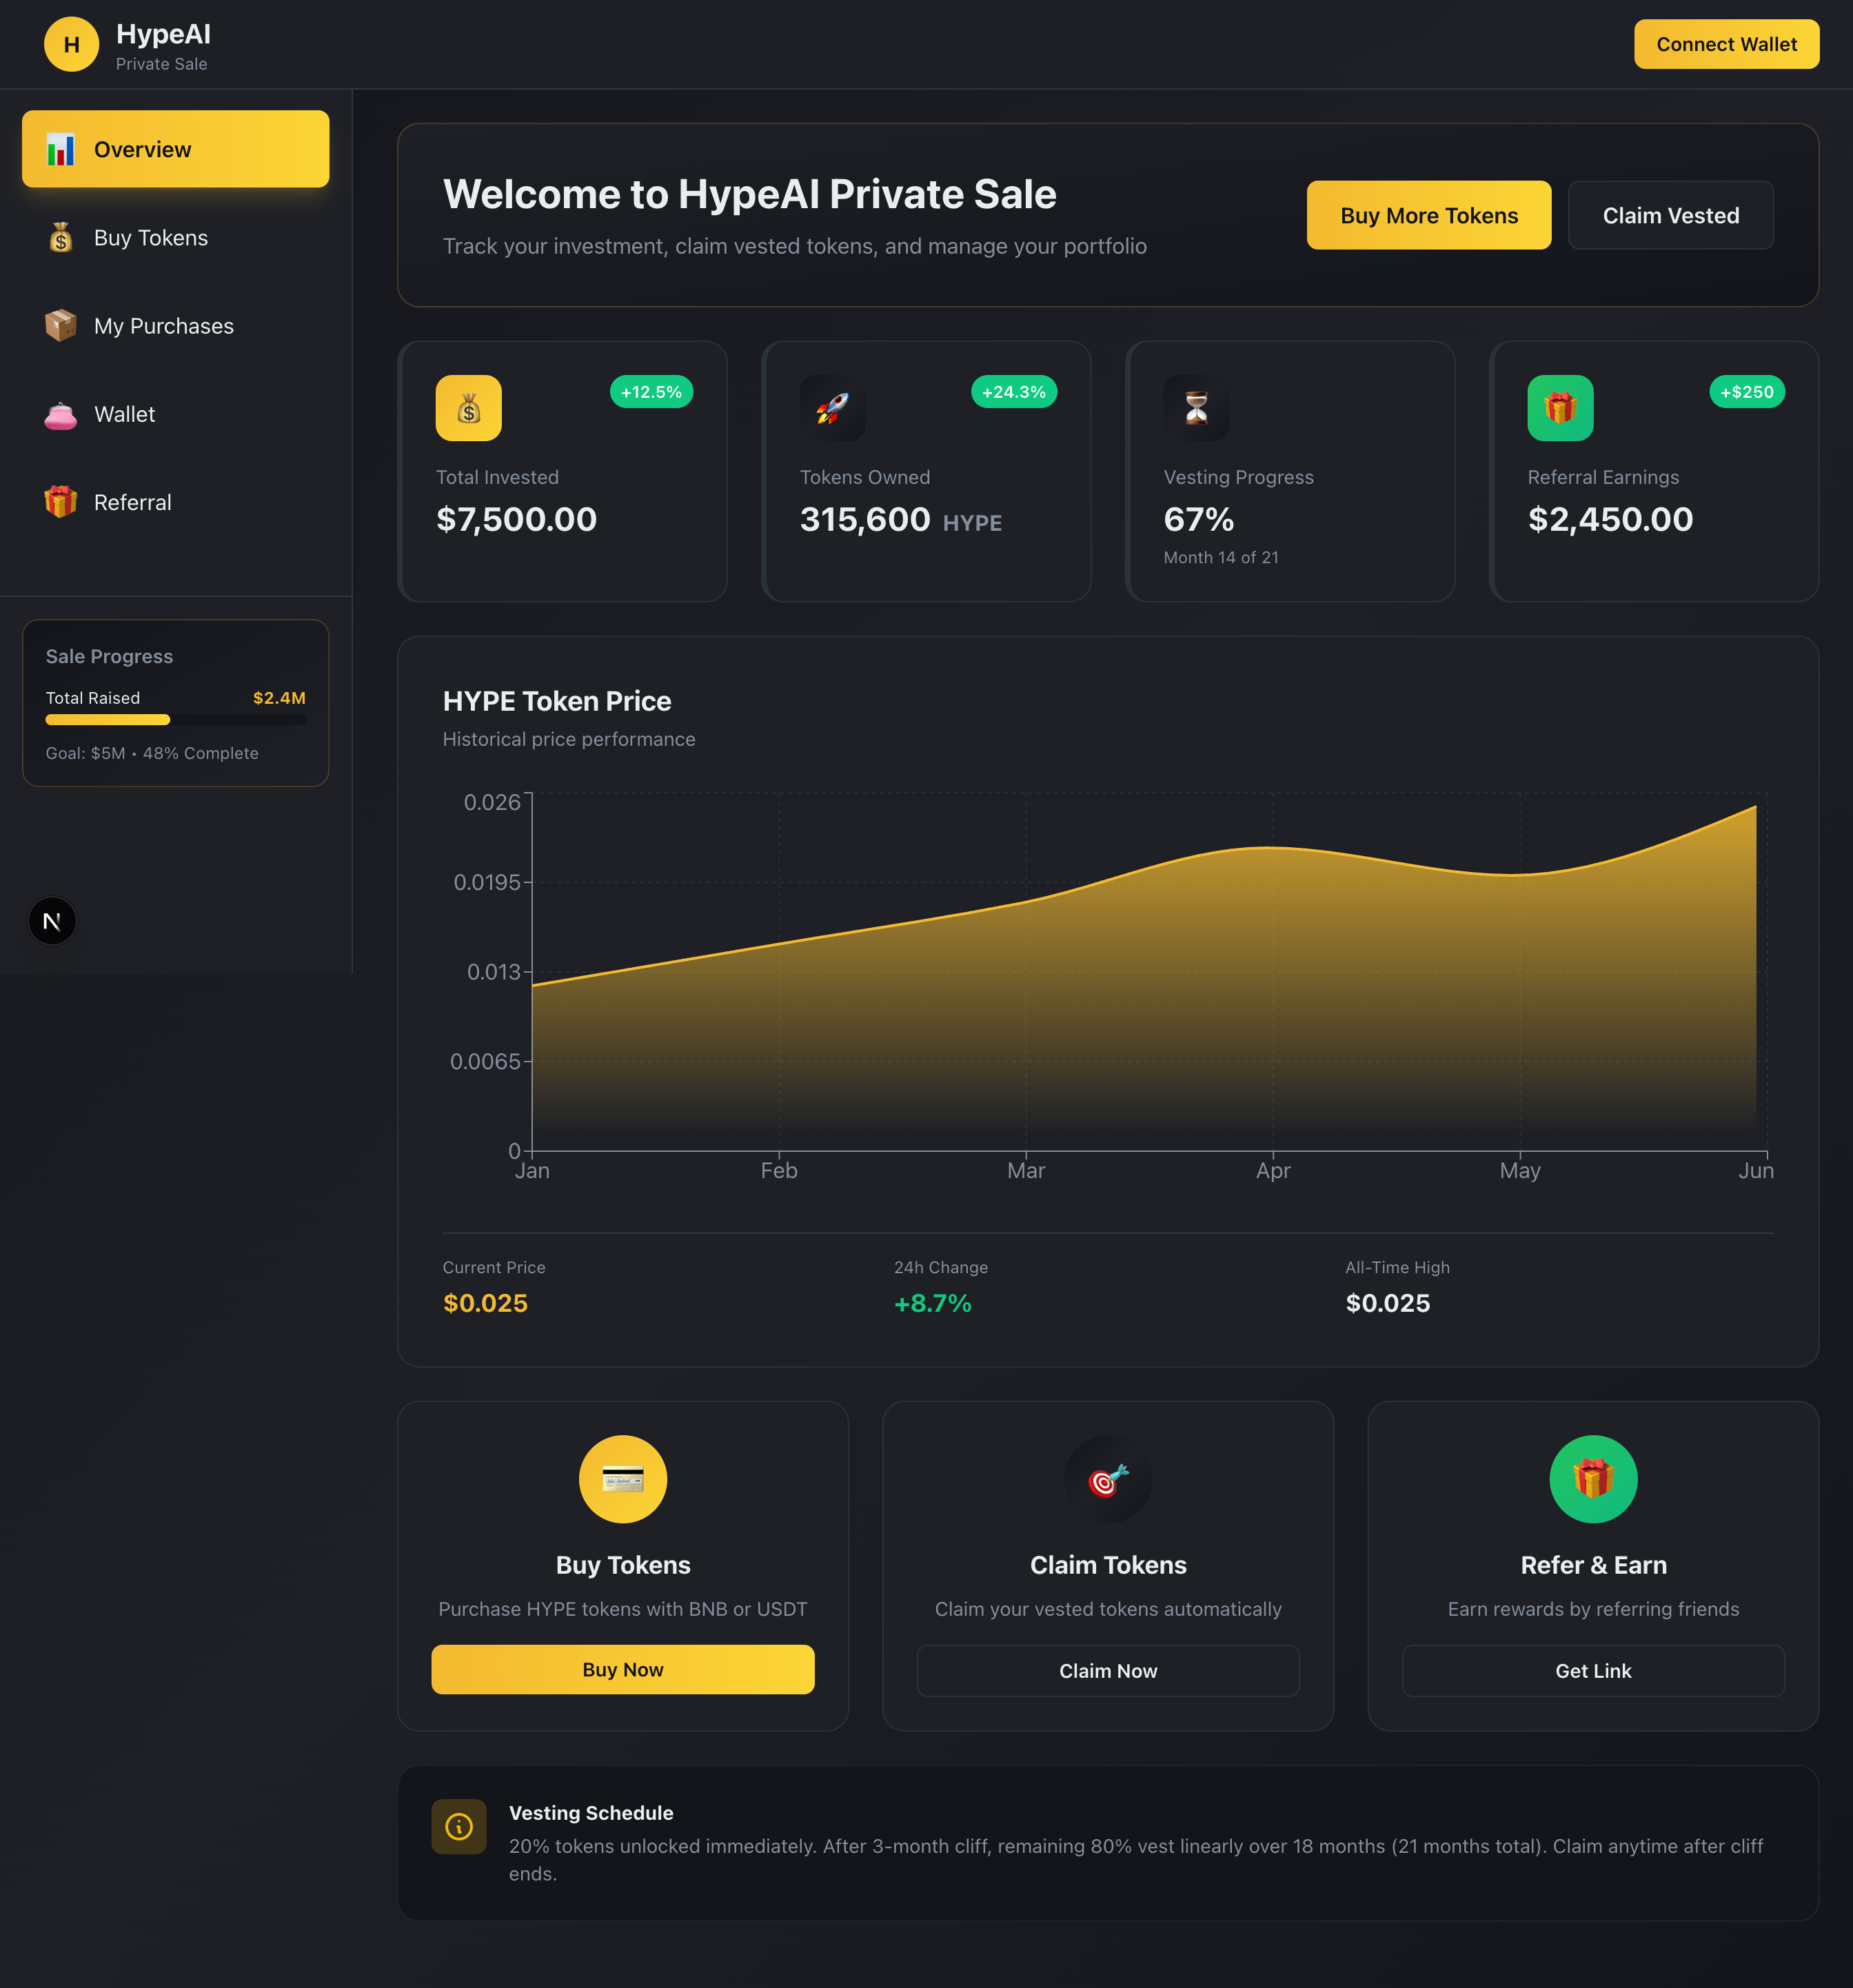 H
HypeAI
Private Sale
Connect Wallet
Overview
Buy Tokens
My Purchases
Wallet
Referral
Sale Progress
Total Raised $2.4M
Goal: $5M • 48% Complete
N
Welcome to HypeAI Private Sale
Track your investment, claim vested tokens, and manage your portfolio
Buy More Tokens
Claim Vested
+12.5%
Total Invested
$7,500.00
+24.3%
Tokens Owned
315,600 HYPE
Vesting Progress
67%
Month 14 of 21
+$250
Referral Earnings
$2,450.00
HYPE Token Price
Historical price performance
0.026
0.0195
0.013
0.0065
0
Jan Feb Mar Apr May Jun
Current Price
$0.025
24h Change
+8.7%
All-Time High
$0.025
Buy Tokens
Purchase HYPE tokens with BNB or USDT
Buy Now
Claim Tokens
Claim your vested tokens automatically
Claim Now
Refer & Earn
Earn rewards by referring friends
Get Link
Vesting Schedule
20% tokens unlocked immediately. After 3-month cliff, remaining 80% vest linearly over 18 months (21 months total). Claim anytime after cliff
ends.